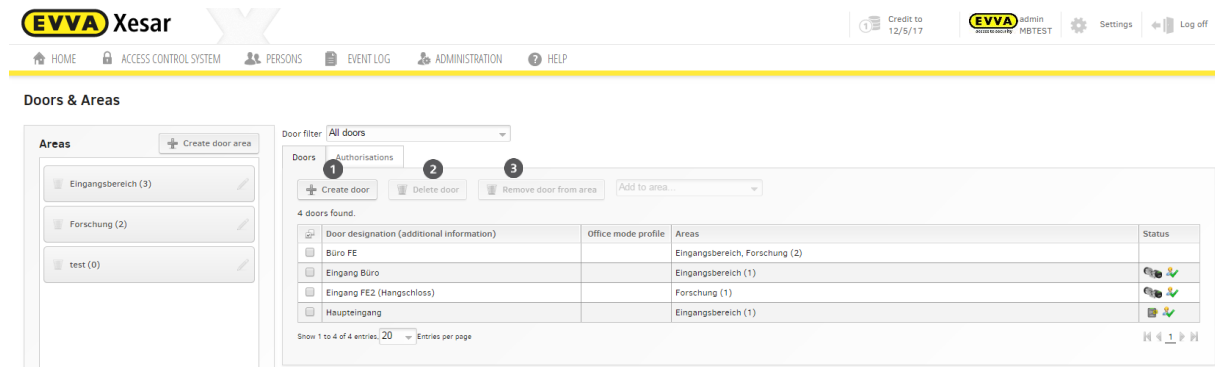 EVVA Xesar
1
Credit to
12/5/17
EVVA
access to security
admin
MBTEST
Settings
Log off
HOME ACCESS CONTROL SYSTEM PERSONS EVENT LOG ADMINISTRATION ? HELP
Doors & Areas
Areas
Create door area
Eingangsbereich (3)
Forschung (2)
test (0)
Door filter All doors
Doors Authorisations
1 2 3
Create door Delete door Remove door from area Add to area...
4 doors found.
Door designation (additional information) Office mode profile Areas Status
Büro FE Eingangsbereich, Forschung (2)
Eingang Büro Eingangsbereich (1)
Eingang FE2 (Hangschloss) Forschung (1)
Haupteingang Eingangsbereich (1)
Show 1 to 4 of 4 entries. 20 Entries per page
1